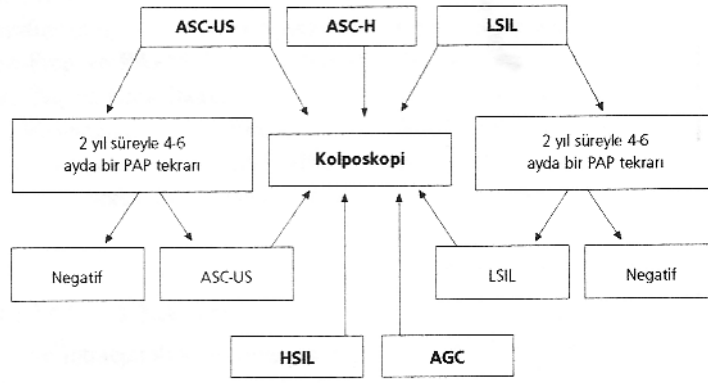 ASC-US
ASC-H
LSIL
2 yıl süreyle 4-6
ayda bir PAP tekrarı
Kolposkopi
2 yıl süreyle 4-6
ayda bir PAP tekrarı
Negatif
ASC-US
LSIL
Negatif
HSIL
AGC